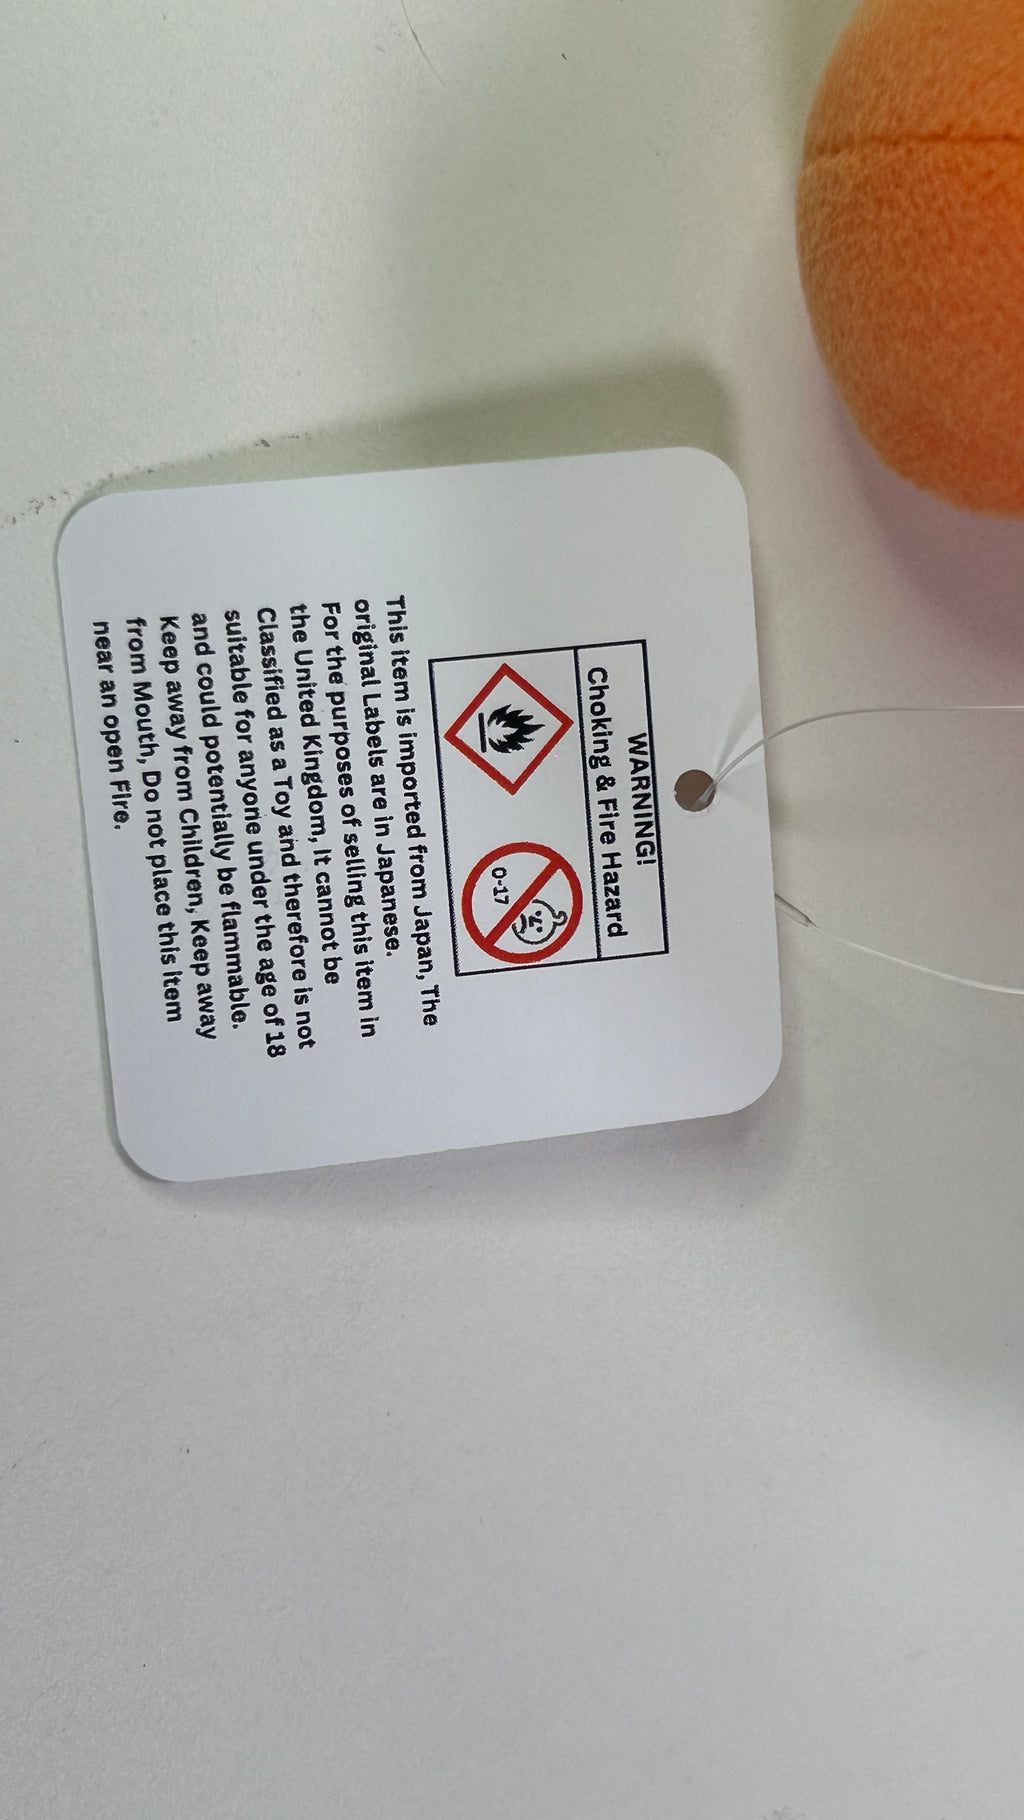 WARNING!
Choking & Fire Hazard
0-17
This item is imported from Japan, The
original Labels are in Japanese.
For the purposes of selling this item in
the United Kingdom, It cannot be
Classified as a Toy and therefore is not
suitable for anyone under the age of 18
and could potentially be flammable.
Keep away from Children, Keep away
from Mouth, Do not place this item
near an open Fire.